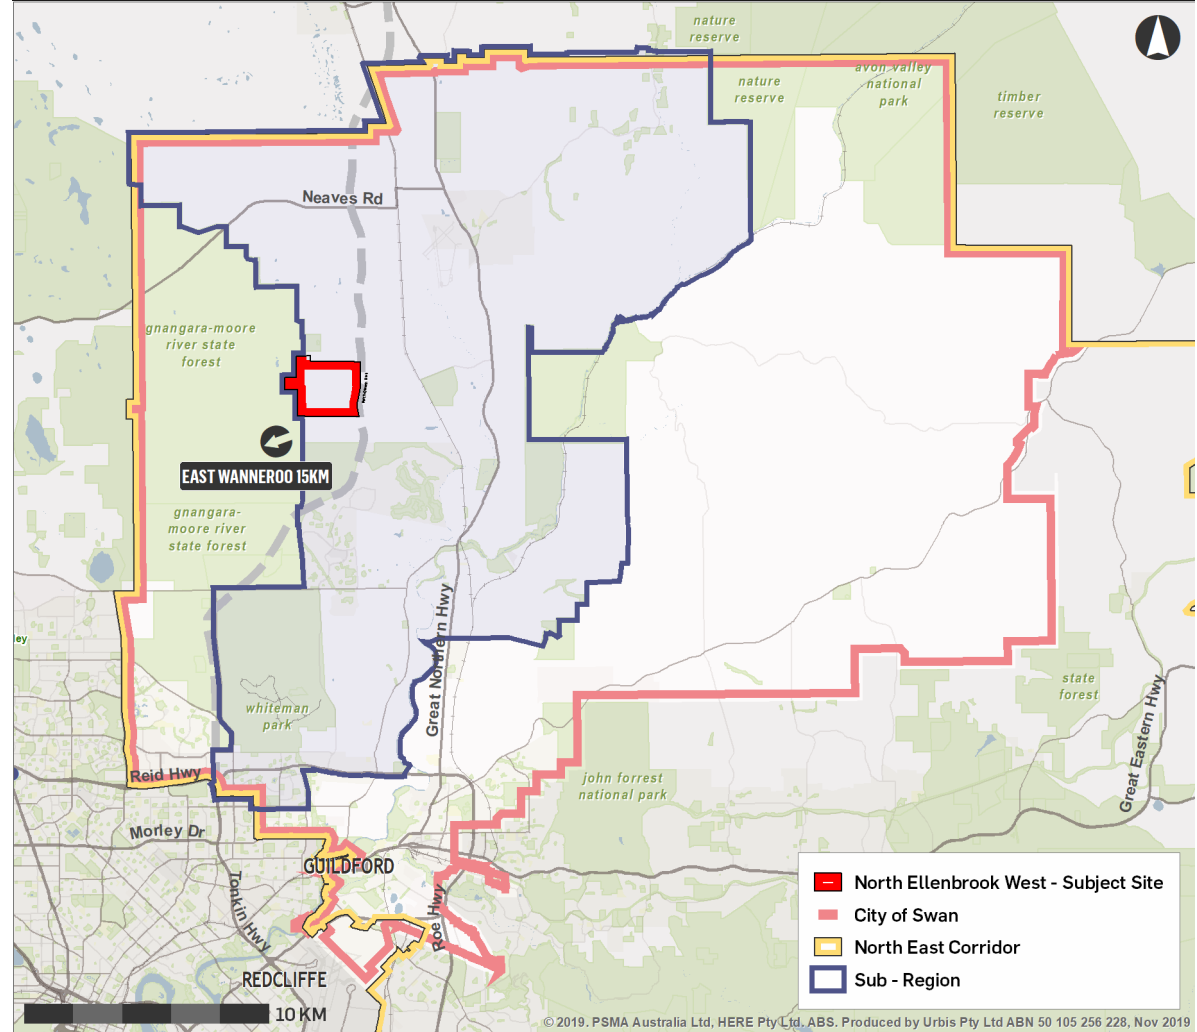 nature
reserve
avon valley
national
park
nature
reserve
timber
reserve
Neaves Rd
gnangara-moore
river state
forest
EAST WANNEROO 15KM
gnangara-
moore river
state forest
Great Northern Hwy
ley
whiteman
park
state
forest
Great Eastern Hwy
Reid Hwy
john forrest
national park
Morley Dr
GUILDFORD
Tonkin Hwy
Roe Hwy
REDCLIFFE
10 KM
North Ellenbrook West - Subject Site
City of Swan
North East Corridor
Sub - Region
© 2019. PSMA Australia Ltd, HERE Pty Ltd. ABS. Produced by Urbis Pty Ltd ABN 50 105 256 228, Nov 2019